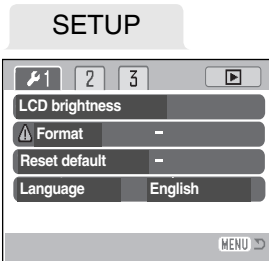 SETUP
1 2 3
LCD brightness
Format –
Reset default –
Language English
MENU